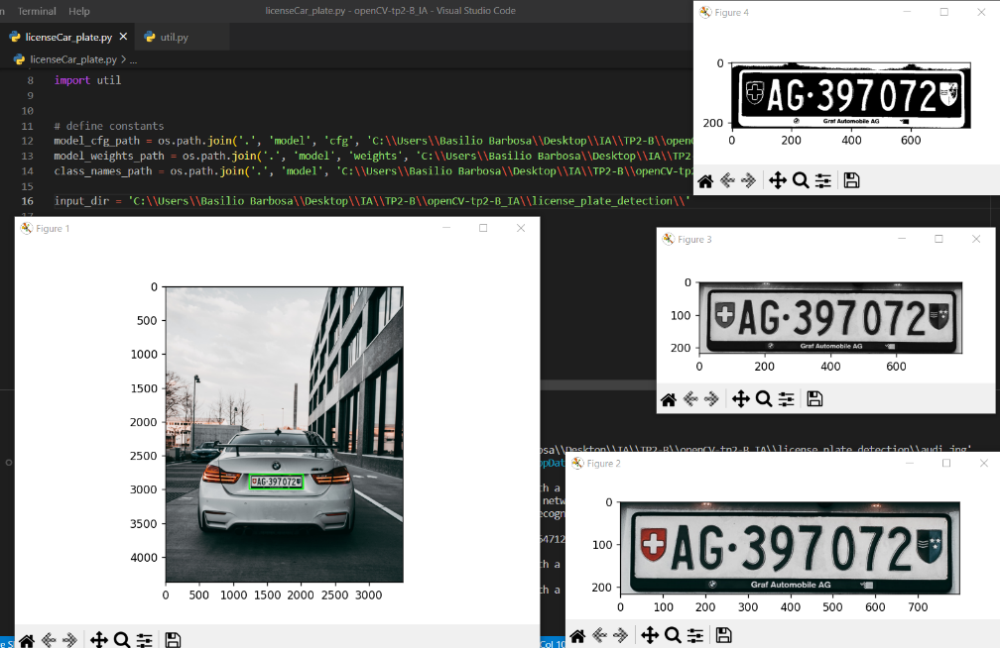 Terminal Help
licenseCar_plate.py - openCV-tp2-B_IA - Visual Studio Code
licenseCar_plate.py
util.py
licenseCar_plate.py > ...
8 import util
9
10
11 # define constants
12 model_cfg_path = os.path.join('.', 'model', 'cfg', 'C:\\Users\\Basilio Barbosa\\Desktop\\IA\\TP2-B\\open
13 model_weights_path = os.path.join('.', 'model', 'weights', 'C:\\Users\\Basilio Barbosa\\Desktop\\IA\\TP2
14 class_names_path = os.path.join('.', 'model', 'C:\\Users\\Basilio Barbosa\\Desktop\\IA\\TP2-B\\openCV-tp2
15
16 input_dir = 'C:\\Users\\Basilio Barbosa\\Desktop\\IA\\TP2-B\\openCV-tp2-B_IA\\license_plate_detection\\'
Figure 4
0
200
AG·397072
Graf Automobile AG
0 200 400 600
Figure 1
0
500
1000
1500
2000
2500
3000
3500
4000
AG·397072
0 500 1000 1500 2000 2500 3000
Figure 3
0
100
200
AG·397072
Graf Automobile AG
0 200 400 600
osa\\Desktop\\IA\\TP2-B\\openCV-tp2-B_IA\\license_plate_detection\\audi.jpg'
Figure 2
0
100
200
AG·397072
Graf Automobile AG
0 100 200 300 400 500 600 700
ch a
netw
ecogn
64712
ch a
ch a
Col 10